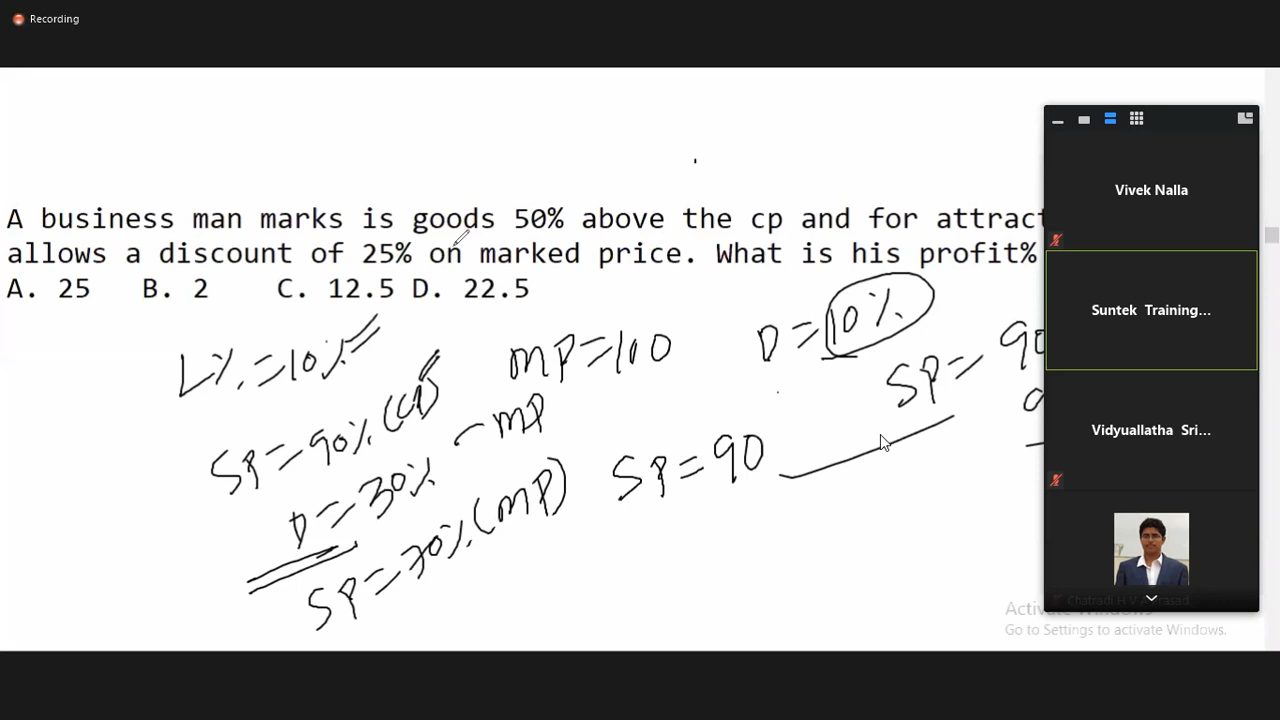 Recording
A business man marks is goods 50% above the cp and for attract
allows a discount of 25% on marked price. What is his profit%
A. 25 B. 2 C. 12.5 D. 22.5
L% = 10%
MP = 100
D = 10%
SP = 90
SP = 90% (CP)
- MP
SP = 90
D = 30%
SP = 70% (MP)
Vivek Nalla
Suntek Training...
Vidyuallatha Sri...
Chatradi H V A Prasad
Activate Windows
Go to Settings to activate Windows.